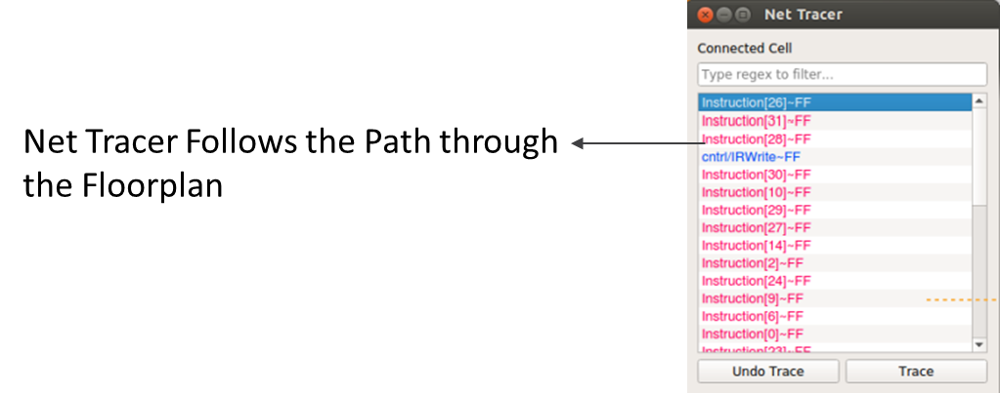 Net Tracer
Connected Cell
Type regex to filter...
Instruction[26]~FF
Instruction[31]~FF
Net Tracer Follows the Path through
the Floorplan
Instruction[28]~FF
cntrl/IRWrite~FF
Instruction[30]~FF
Instruction[10]~FF
Instruction[29]~FF
Instruction[27]~FF
Instruction[14]~FF
Instruction[2]~FF
Instruction[24]~FF
Instruction[9]~FF
Instruction[6]~FF
Instruction[0]~FF
Instruction[23]~FF
Undo Trace
Trace